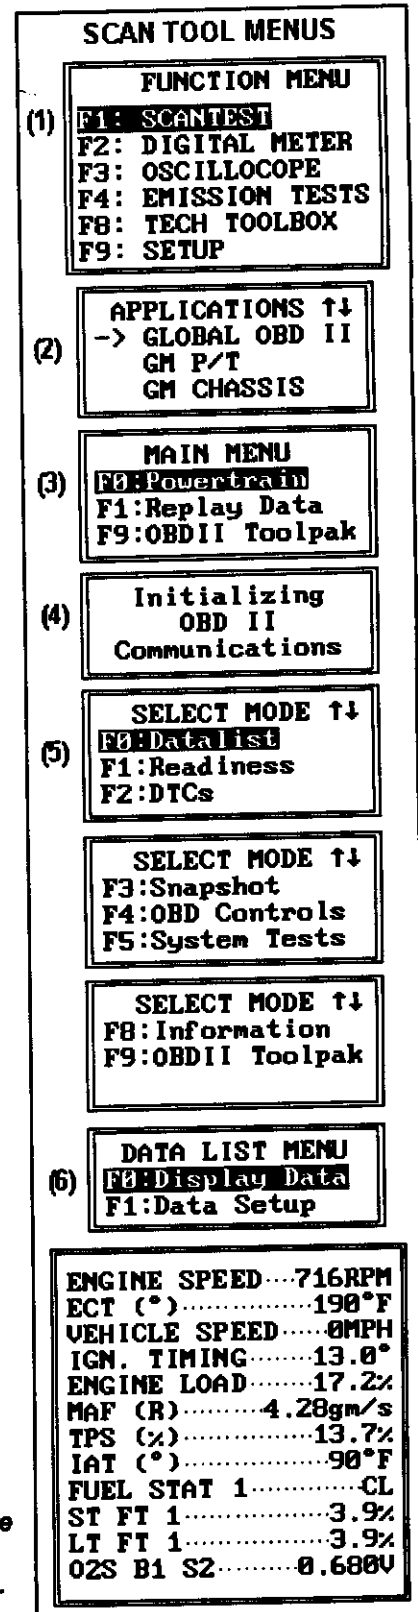 SCAN TOOL MENUS
FUNCTION MENU
(1) F1: SCANTEST
F2: DIGITAL METER
F3: OSCILLOCOPE
F4: EMISSION TESTS
F8: TECH TOOLBOX
F9: SETUP
APPLICATIONS ↑↓
(2) -> GLOBAL OBD II
GM P/T
GM CHASSIS
MAIN MENU
(3) F0:Powertrain
F1:Replay Data
F9:OBDII Toolpak
Initializing
(4) OBD II
Communications
SELECT MODE ↑↓
(5) F0:Datalist
F1:Readiness
F2:DTCs
SELECT MODE ↑↓
F3:Snapshot
F4:OBD Controls
F5:System Tests
SELECT MODE ↑↓
F8:Information
F9:OBDII Toolpak
DATA LIST MENU
(6) F0:Display Data
F1:Data Setup
ENGINE SPEED····716RPM
ECT (°)··············190°F
VEHICLE SPEED·····0MPH
IGN. TIMING·······13.0°
ENGINE LOAD·······17.2%
MAF (R)·········4.28gm/s
TPS (%)·············13.7%
IAT (°)··············90°F
FUEL STAT 1···········CL
ST FT 1··············3.9%
LT FT 1··············3.9%
O2S B1 S2········0.680V